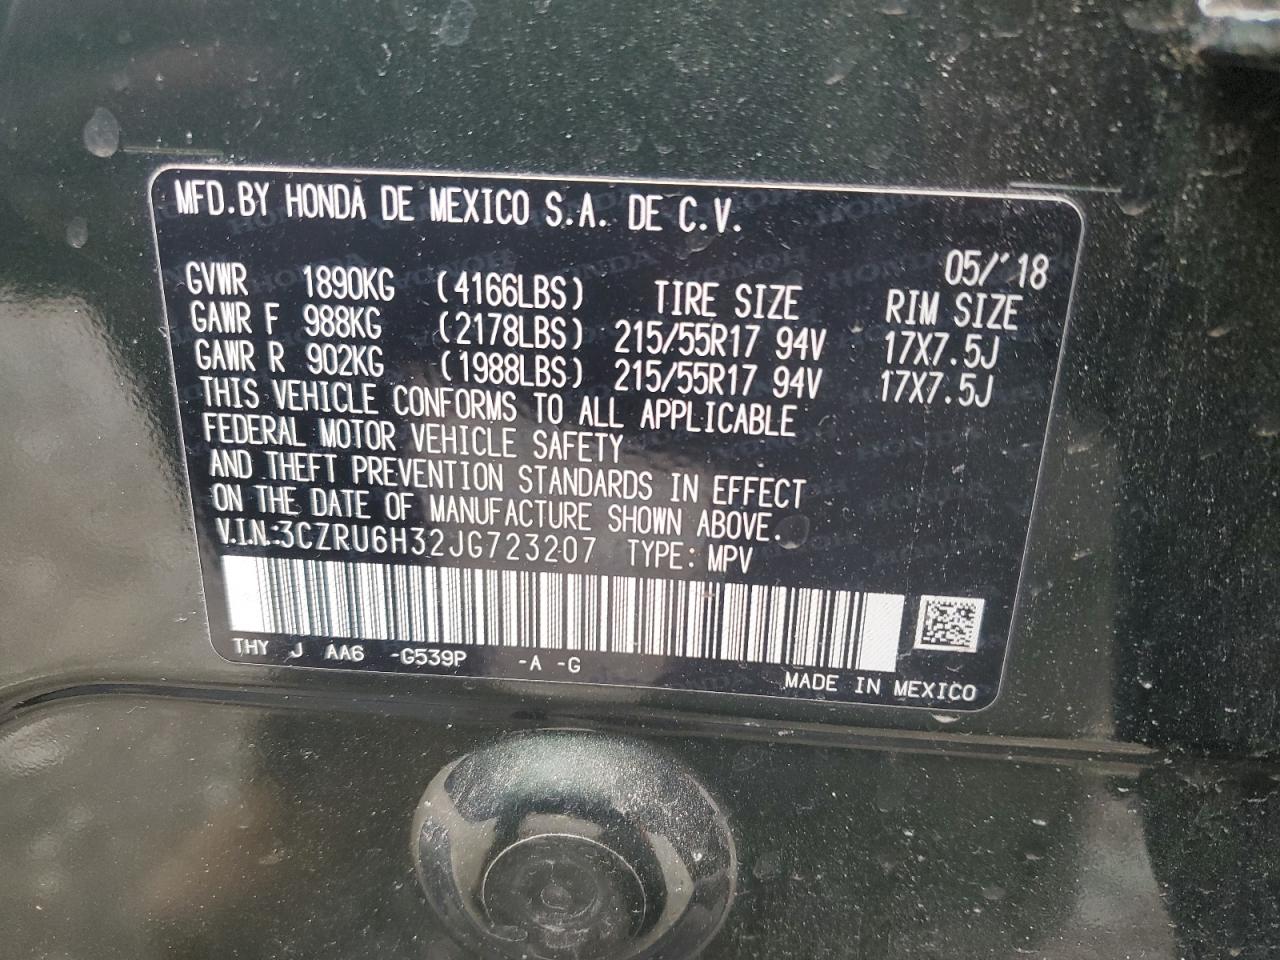 MFD.BY HONDA DE MEXICO S.A. DE C.V.
05/'18
GVWR 1890KG (4166LBS) TIRE SIZE RIM SIZE
GAWR F 988KG (2178LBS) 215/55R17 94V 17X7.5J
GAWR R 902KG (1988LBS) 215/55R17 94V 17X7.5J
THIS VEHICLE CONFORMS TO ALL APPLICABLE
FEDERAL MOTOR VEHICLE SAFETY
AND THEFT PREVENTION STANDARDS IN EFFECT
ON THE DATE OF MANUFACTURE SHOWN ABOVE.
V.I.N.:3CZRU6H32JG723207 TYPE: MPV
THY J AA6 -G539P -A -G
MADE IN MEXICO